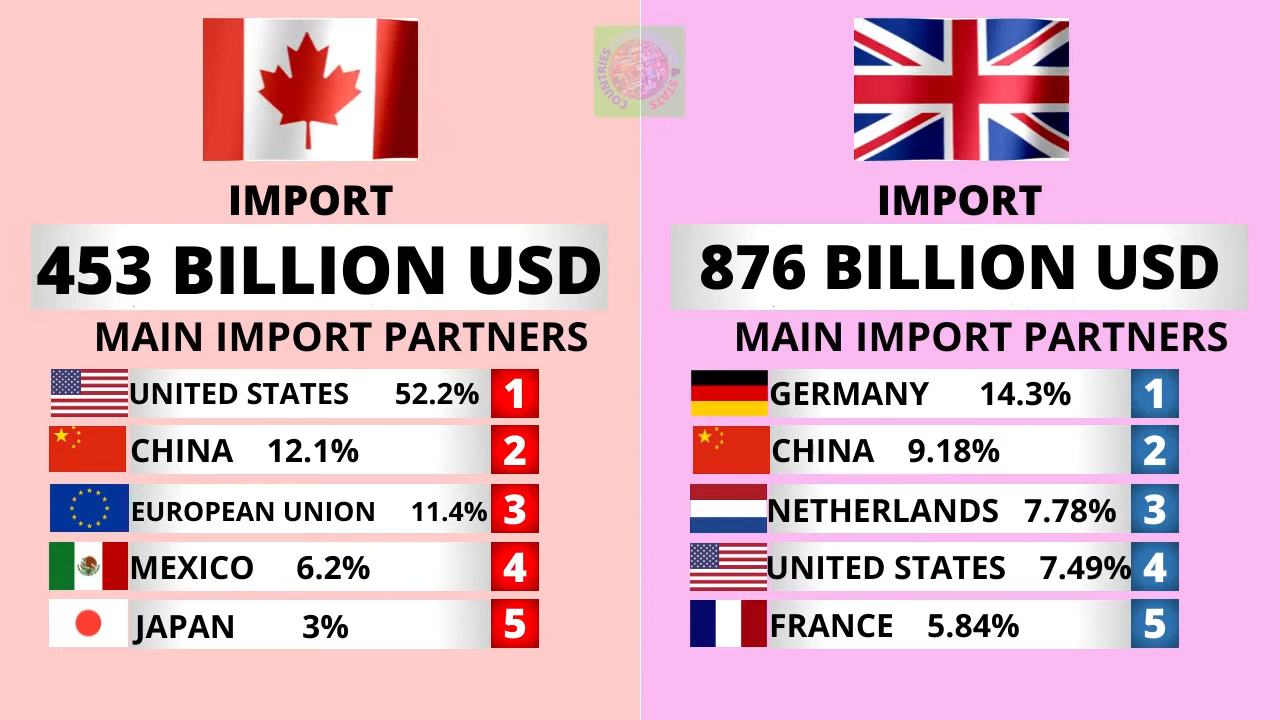 COUNTRIES & STATS
IMPORT
453 BILLION USD
MAIN IMPORT PARTNERS
UNITED STATES 52.2% 1
CHINA 12.1% 2
EUROPEAN UNION 11.4% 3
MEXICO 6.2% 4
JAPAN 3% 5
IMPORT
876 BILLION USD
MAIN IMPORT PARTNERS
GERMANY 14.3% 1
CHINA 9.18% 2
NETHERLANDS 7.78% 3
UNITED STATES 7.49% 4
FRANCE 5.84% 5